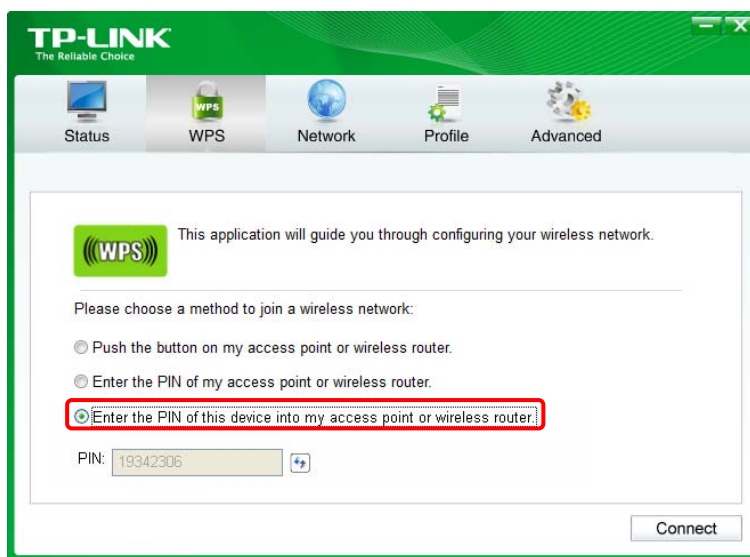 TP-LINK
The Reliable Choice
Status WPS Network Profile Advanced
WPS
This application will guide you through configuring your wireless network.
Please choose a method to join a wireless network:
Push the button on my access point or wireless router.
Enter the PIN of my access point or wireless router.
Enter the PIN of this device into my access point or wireless router.
PIN: 19342306
Connect